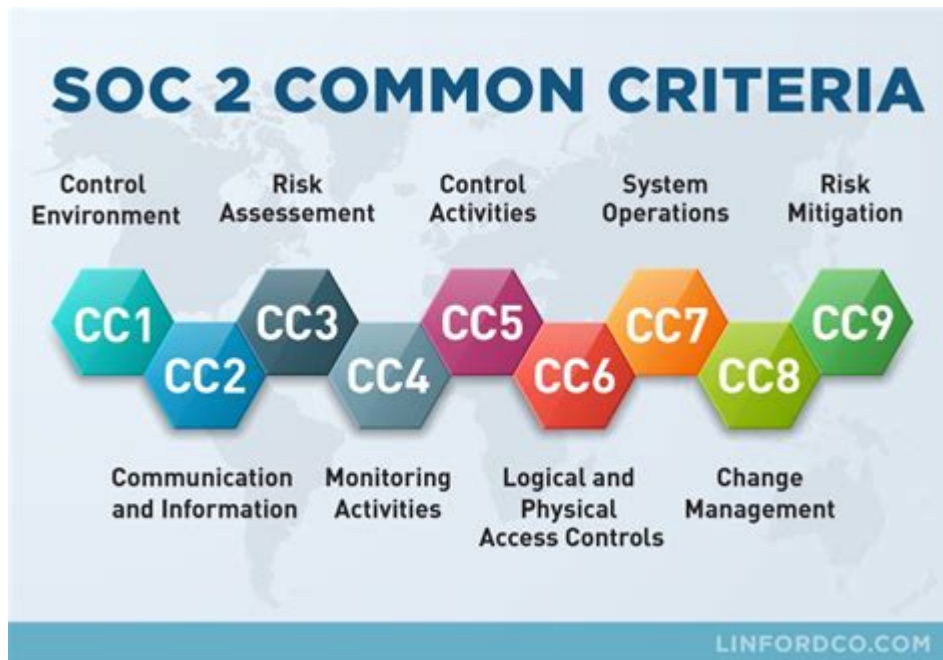 SOC 2 COMMON CRITERIA
Control
Environment
Risk
Assessement
Control
Activities
System
Operations
Risk
Mitigation
CC1
CC2
CC3
CC4
CC5
CC6
CC7
CC8
CC9
Communication
and Information
Monitoring
Activities
Logical and
Physical
Access Controls
Change
Management
LINFORDCO.COM